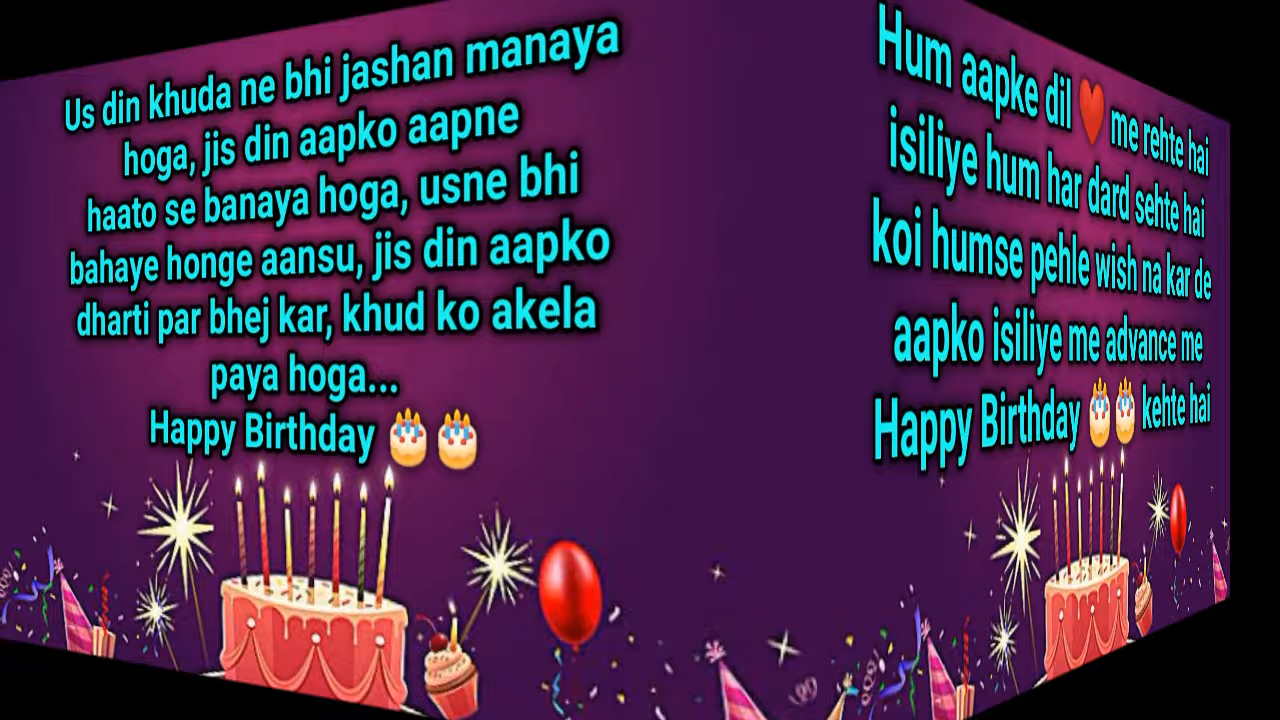 Us din khuda ne bhi jashan manaya
hoga, jis din aapko aapne
haato se banaya hoga, usne bhi
bahaye honge aansu, jis din aapko
dharti par bhej kar, khud ko akela
paya hoga...
Happy Birthday 🎂 🎂
Hum aapke dil ❤️ me rehte hai
isiliye hum har dard sehte hai
koi humse pehle wish na kar de
aapko isiliye me advance me
Happy Birthday 🎂🎂 kehte hai